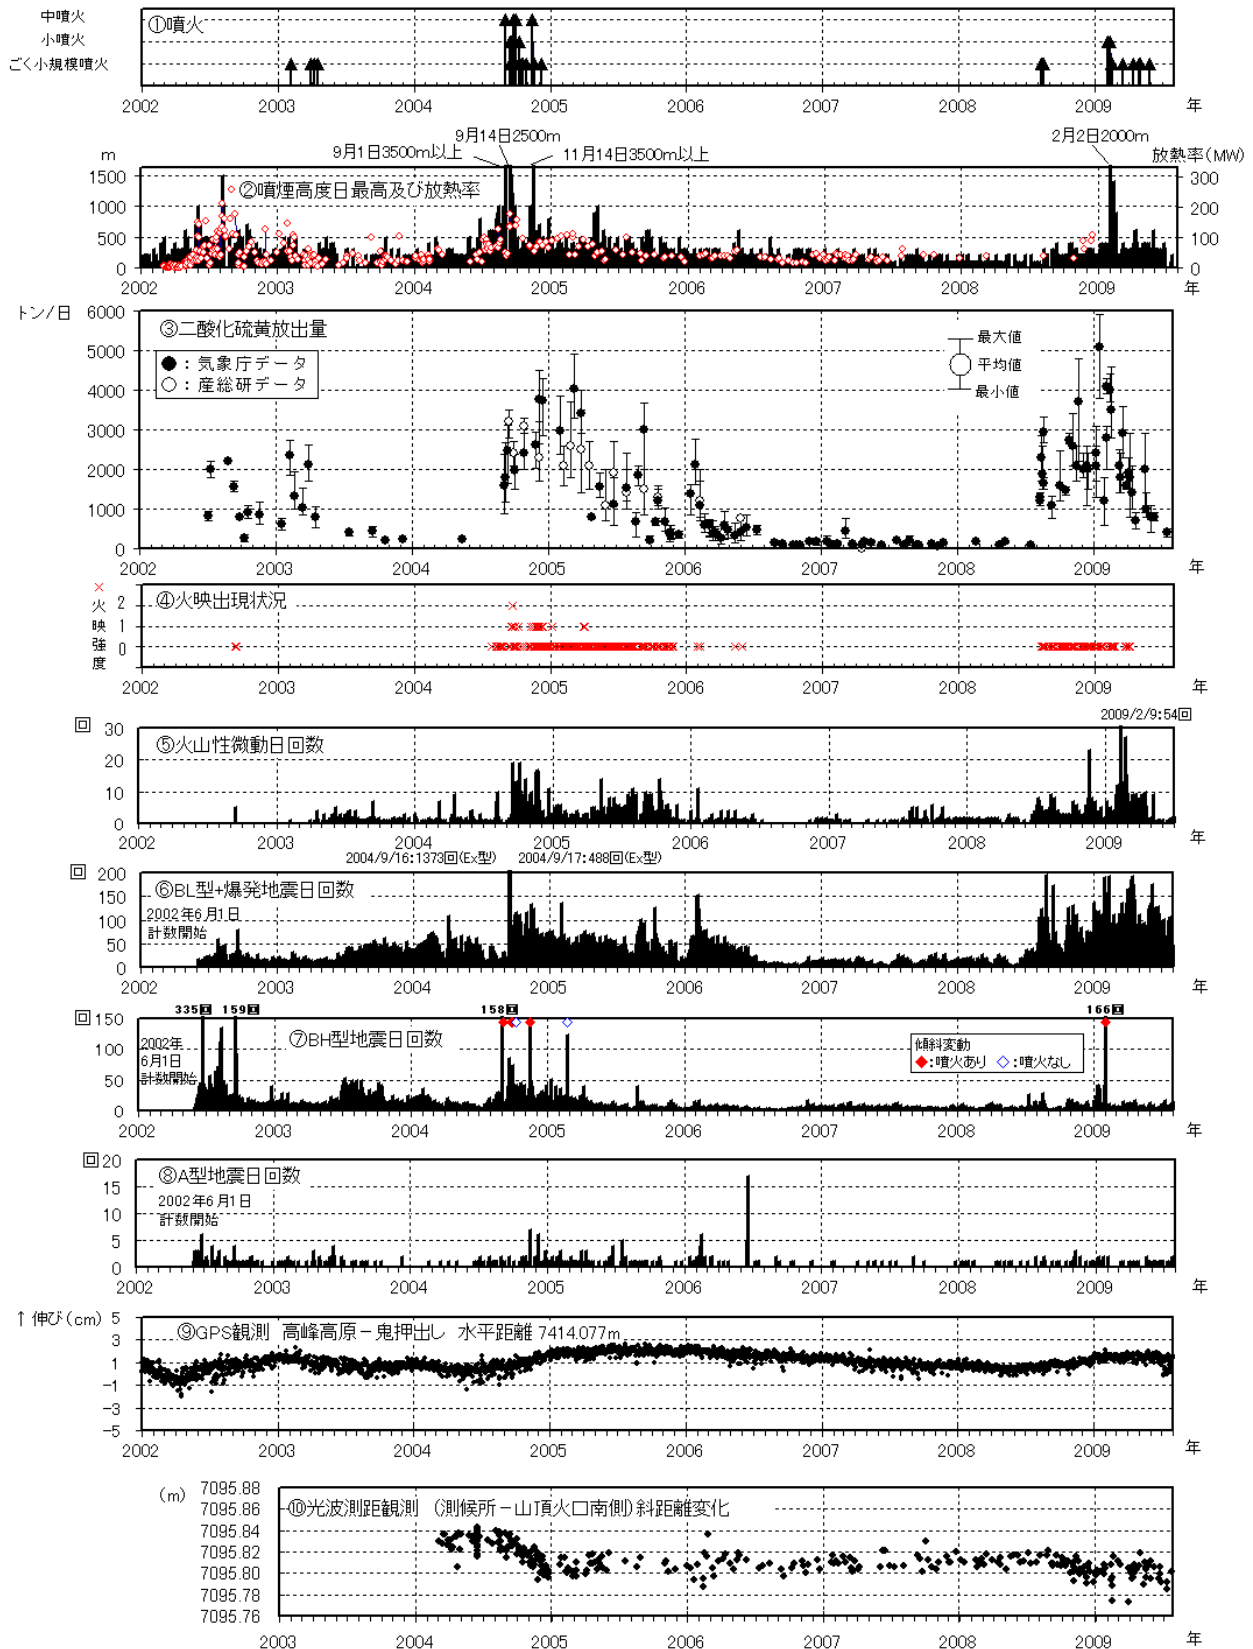 中噴火
小噴火
ごく小規模噴火
①噴火
2002 2003 2004 2005 2006 2007 2008 2009 年
9月14日2500m
9月1日3500m以上
11月14日3500m以上
2月2日2000m
m
放熱率(MW)
②噴煙高度日最高及び放熱率
1500
1000
500
0
300
200
100
0
2002 2003 2004 2005 2006 2007 2008 2009 年
トン/日
③二酸化硫黄放出量
●：気象庁データ
○：産総研データ
最大値
平均値
最小値
6000
5000
4000
3000
2000
1000
0
2002 2003 2004 2005 2006 2007 2008 2009 年
×火映強度
④火映出現状況
2
1
0
2002 2003 2004 2005 2006 2007 2008 2009 年
2009/2/9:54回
回
⑤火山性微動日回数
30
20
10
0
2002 2003 2004 2005 2006 2007 2008 2009 年
2004/9/16:1373回(Ex型) 2004/9/17:488回(Ex型)
回
⑥BL型+爆発地震日回数
2002年6月1日
計数開始
200
150
100
50
0
2002 2003 2004 2005 2006 2007 2008 2009 年
335回 159回 158回 166回
回
⑦BH型地震日回数
2002年
6月1日
計数開始
傾斜変動
◆:噴火あり ◇:噴火なし
150
100
50
0
2002 2003 2004 2005 2006 2007 2008 2009 年
回
⑧A型地震日回数
2002年6月1日
計数開始
20
15
10
5
0
2002 2003 2004 2005 2006 2007 2008 2009 年
↑伸び(cm)
⑨GPS観測 高峰高原－鬼押出し 水平距離 7414.077m
5
3
1
-1
-3
-5
2002 2003 2004 2005 2006 2007 2008 2009 年
(m)
⑩光波測距観測 (測候所－山頂火口南側)斜距離変化
7095.88
7095.86
7095.84
7095.82
7095.80
7095.78
7095.76
2003 2004 2005 2006 2007 2008 2009 年